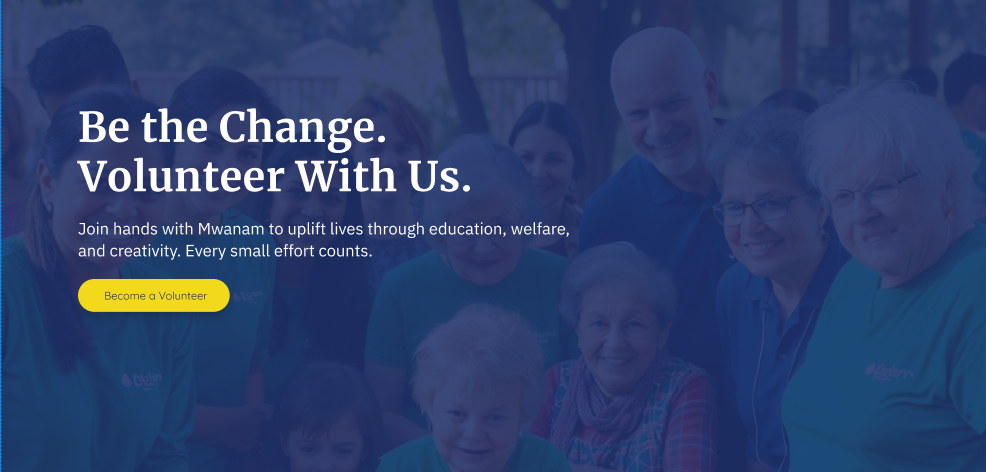 Be the Change.
Volunteer With Us.
Join hands with Mwanam to uplift lives through education, welfare,
and creativity. Every small effort counts.
Become a Volunteer